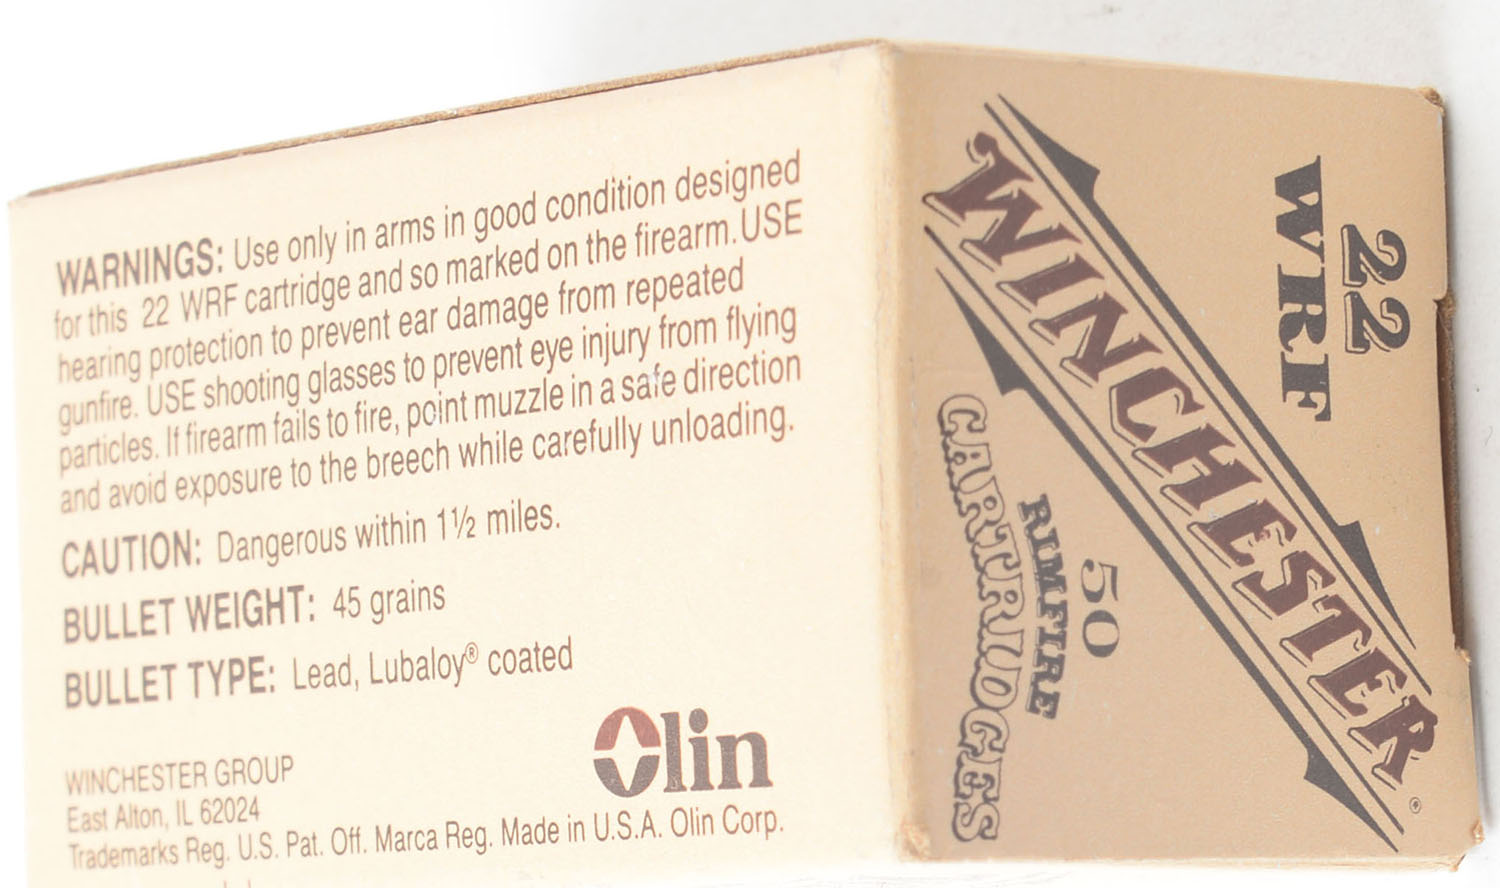 WARNINGS: Use only in arms in good condition designed
for this 22 WRF cartridge and so marked on the firearm. USE
hearing protection to prevent ear damage from repeated
gunfire. USE shooting glasses to prevent eye injury from flying
particles. If firearm fails to fire, point muzzle in a safe direction
and avoid exposure to the breech while carefully unloading.
CAUTION: Dangerous within 1½ miles.
BULLET WEIGHT: 45 grains
BULLET TYPE: Lead, Lubaloy® coated
Olin
WINCHESTER GROUP
East Alton, IL 62024
Trademarks Reg. U.S. Pat. Off. Marca Reg. Made in U.S.A. Olin Corp.
22
WRF
WINCHESTER®
50
RIMFIRE
CARTRIDGES